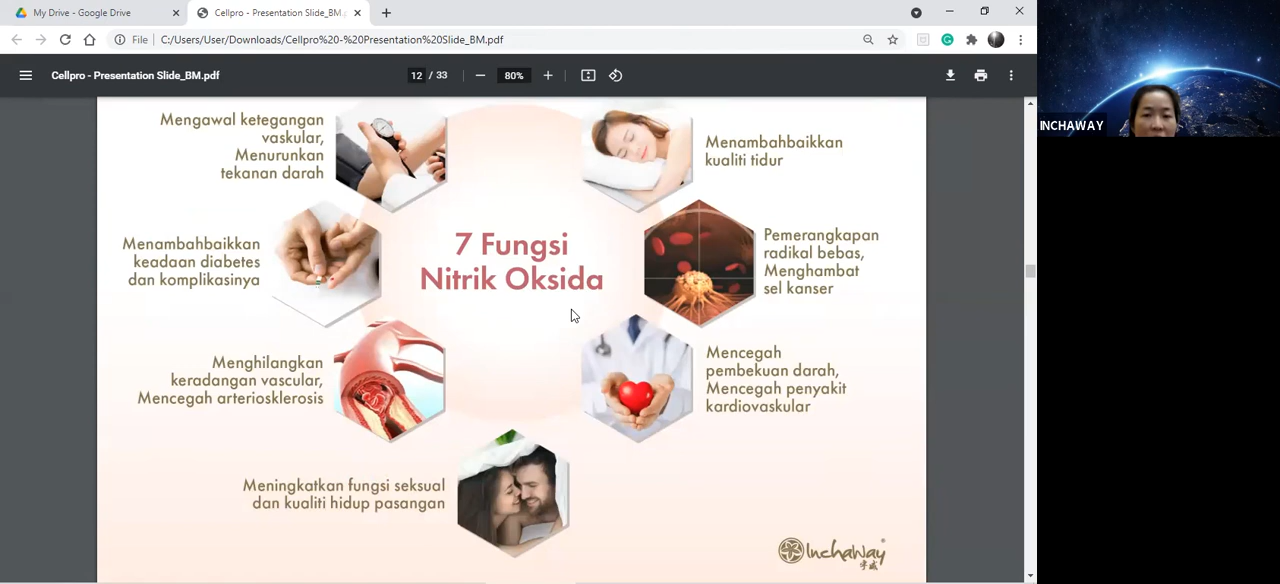 My Drive - Google Drive
Cellpro - Presentation Slide_BM.p
File
C:/Users/User/Downloads/Cellpro%20-%20Presentation%20Slide_BM.pdf
Cellpro - Presentation Slide_BM.pdf
12 / 33
80%
INCHAWAY
7 Fungsi
Nitrik Oksida
Mengawal ketegangan
vaskular,
Menurunkan
tekanan darah
Menambahbaikkan
kualiti tidur
Menambahbaikkan
keadaan diabetes
dan komplikasinya
Pemerangkapan
radikal bebas,
Menghambat
sel kanser
Menghilangkan
keradangan vascular,
Mencegah arteriosklerosis
Mencegah
pembekuan darah,
Mencegah penyakit
kardiovaskular
Meningkatkan fungsi seksual
dan kualiti hidup pasangan
InchaWay®